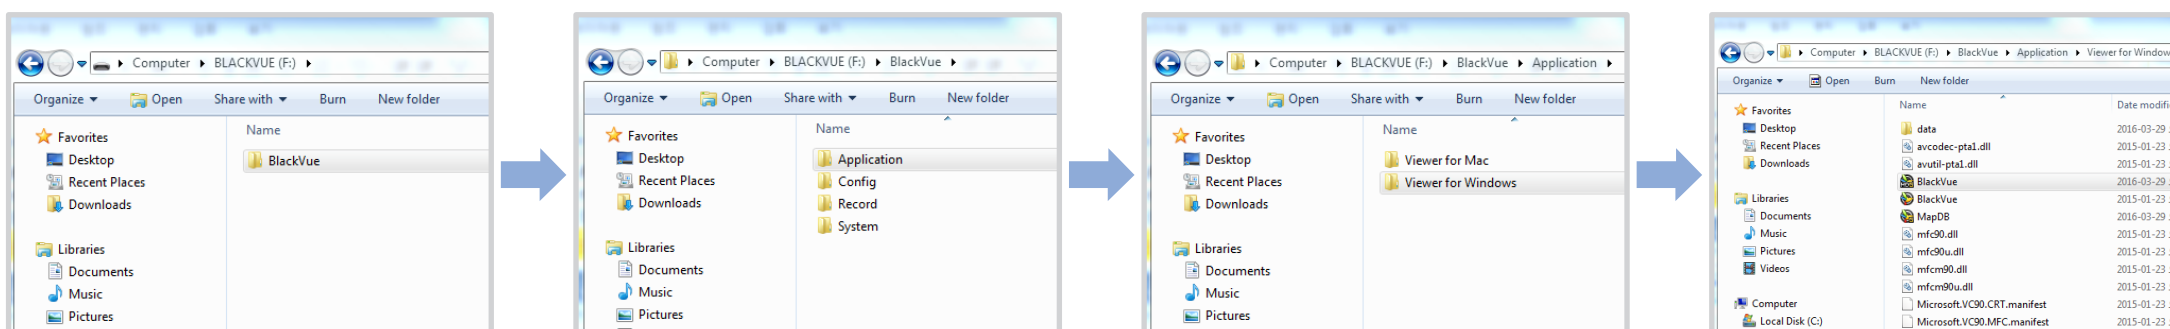 Computer ▸ BLACKVUE (F:) ▸
Organize Open Share with Burn New folder
Favorites
Desktop
Recent Places
Downloads
Libraries
Documents
Music
Pictures
Name
BlackVue
Computer ▸ BLACKVUE (F:) ▸ BlackVue ▸
Organize Open Share with Burn New folder
Favorites
Desktop
Recent Places
Downloads
Libraries
Documents
Music
Pictures
Name
Application
Config
Record
System
Computer ▸ BLACKVUE (F:) ▸ BlackVue ▸ Application ▸
Organize Open Share with Burn New folder
Favorites
Desktop
Recent Places
Downloads
Libraries
Documents
Music
Pictures
Name
Viewer for Mac
Viewer for Windows
Computer ▸ BLACKVUE (F:) ▸ BlackVue ▸ Application ▸ Viewer for Window
Organize Open Burn New folder
Favorites
Desktop
Recent Places
Downloads
Libraries
Documents
Music
Pictures
Videos
Computer
Local Disk (C:)
Name Date modifi
data 2016-03-29
avcodec-pta1.dll 2015-01-23
avutil-pta1.dll 2015-01-23
BlackVue 2016-03-29
BlackVue 2015-01-23
MapDB 2016-03-29
mfc90.dll 2015-01-23
mfc90u.dll 2015-01-23
mfcm90.dll 2015-01-23
mfcm90u.dll 2015-01-23
Microsoft.VC90.CRT.manifest 2015-01-23
Microsoft.VC90.MFC.manifest 2015-01-23